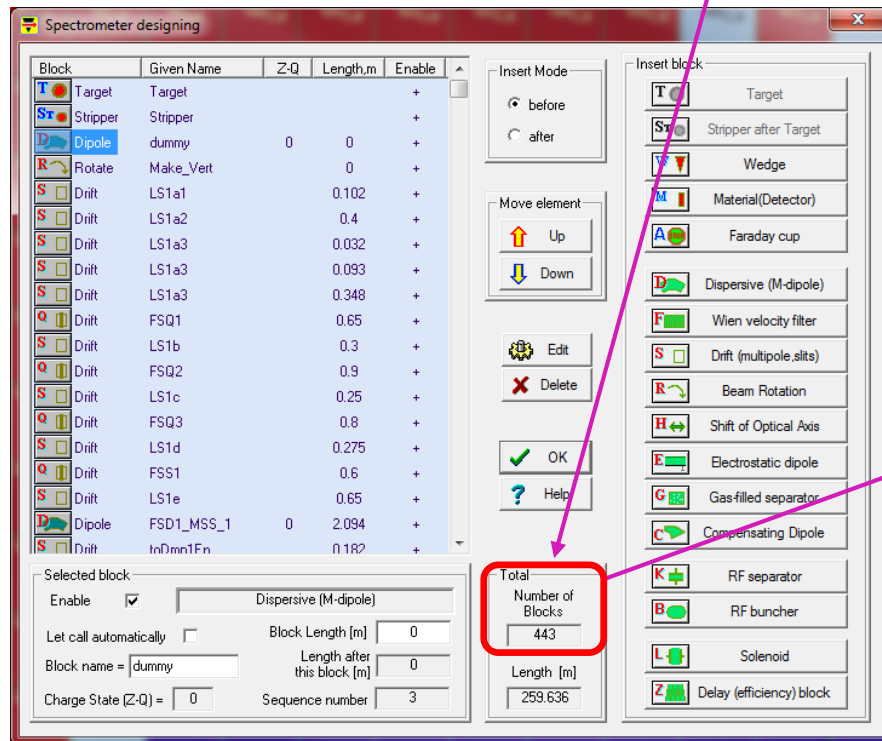 Spectrometer designing
Block Given Name Z-Q Length,m Enable
T Target Target +
ST Stripper Stripper +
D Dipole dummy 0 0 +
R Rotate Make_Vert 0 +
S Drift LS1a1 0.102 +
S Drift LS1a2 0.4 +
S Drift LS1a3 0.032 +
S Drift LS1a3 0.093 +
S Drift LS1a3 0.348 +
Q Drift FSQ1 0.65 +
S Drift LS1b 0.3 +
Q Drift FSQ2 0.9 +
S Drift LS1c 0.25 +
Q Drift FSQ3 0.8 +
S Drift LS1d 0.275 +
Q Drift FSS1 0.6 +
S Drift LS1e 0.65 +
D Dipole FSD1_MSS_1 0 2.094 +
S Drift 0.182 +
Insert Mode
before
after
Move element
Up
Down
Edit
Delete
OK
Help
Insert block
T Target
ST Stripper after Target
W Wedge
M Material(Detector)
A Faraday cup
D Dispersive (M-dipole)
F Wien velocity filter
S Drift (multipole,slits)
R Beam Rotation
H Shift of Optical Axis
E Electrostatic dipole
G Gas-filled separator
C Compensating Dipole
K RF separator
B RF buncher
L Solenoid
Z Delay (efficiency) block
Selected block
Enable Dispersive (M-dipole)
Let call automatically Block Length [m] 0
Block name = dummy Length after
this block [m] 0
Charge State (Z-Q) = 0 Sequence number 3
Total
Number of
Blocks
443
Length [m]
259.636